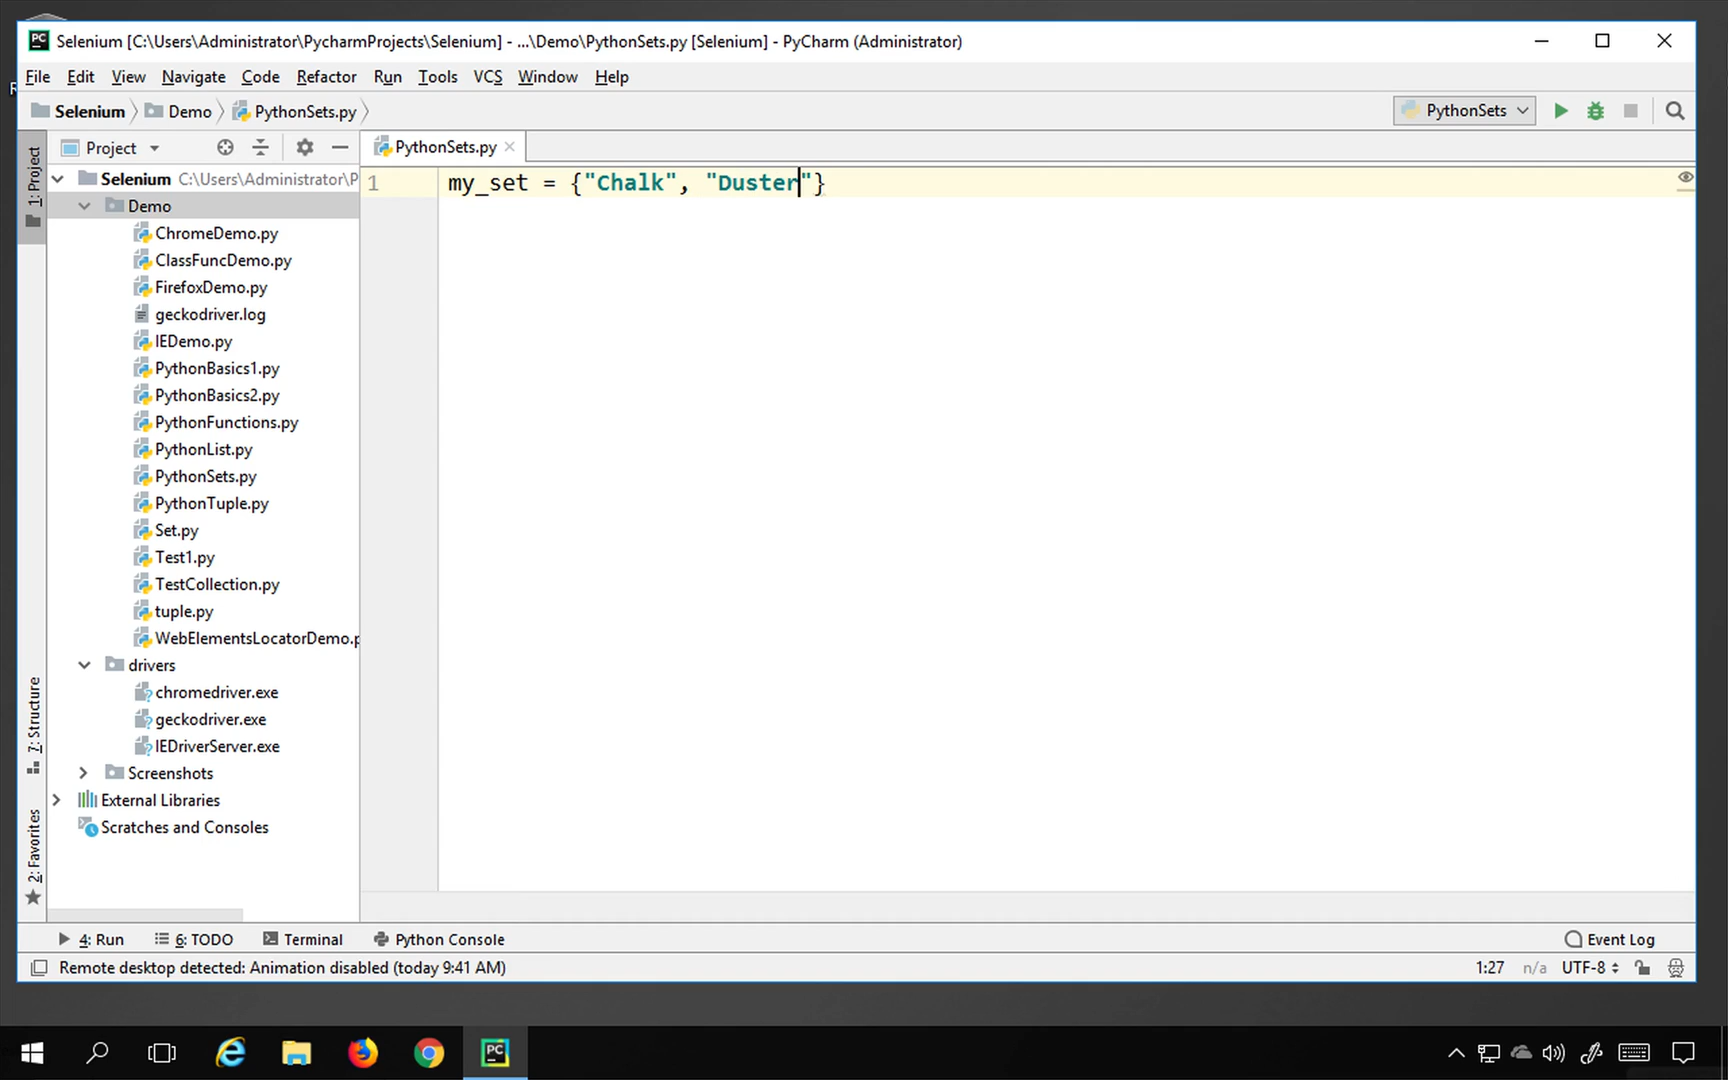 Selenium [C:\Users\Administrator\PycharmProjects\Selenium] - ...\Demo\PythonSets.py [Selenium] - PyCharm (Administrator)
File Edit View Navigate Code Refactor Run Tools VCS Window Help
Selenium Demo PythonSets.py PythonSets
1: Project
Project
PythonSets.py
Selenium C:\Users\Administrator\P
1 my_set = {"Chalk", "Duster"}
Demo
ChromeDemo.py
ClassFuncDemo.py
FirefoxDemo.py
geckodriver.log
IEDemo.py
PythonBasics1.py
PythonBasics2.py
PythonFunctions.py
PythonList.py
PythonSets.py
PythonTuple.py
Set.py
Test1.py
TestCollection.py
tuple.py
WebElementsLocatorDemo.p
drivers
chromedriver.exe
geckodriver.exe
IEDriverServer.exe
Screenshots
External Libraries
Scratches and Consoles
7: Structure
2: Favorites
4: Run 6: TODO Terminal Python Console Event Log
Remote desktop detected: Animation disabled (today 9:41 AM) 1:27 n/a UTF-8